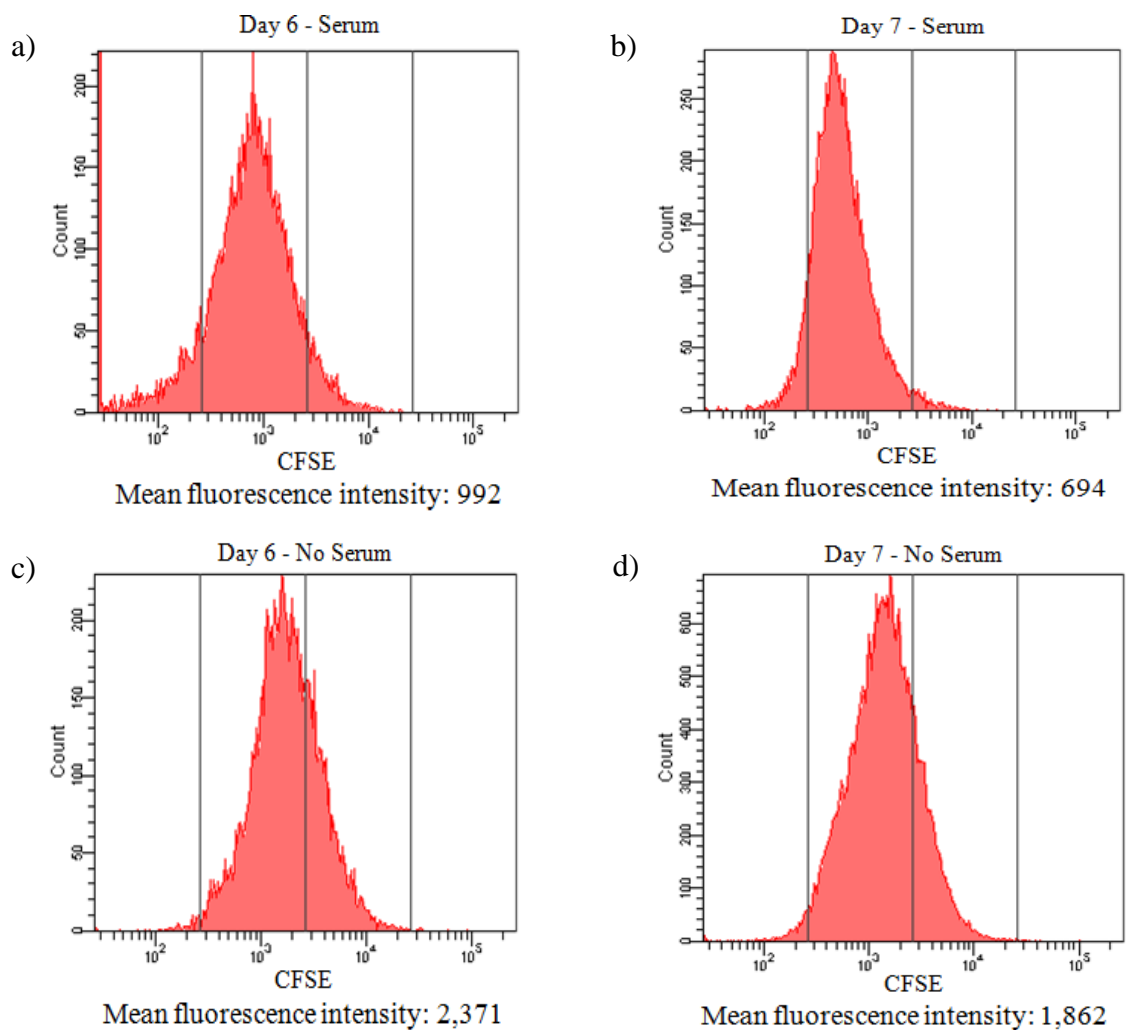 a)
Day 6 - Serum
Count
0
50
100
150
200
10²
10³
10⁴
10⁵
CFSE
Mean fluorescence intensity: 992
b)
Day 7 - Serum
Count
0
50
100
150
200
250
10²
10³
10⁴
10⁵
CFSE
Mean fluorescence intensity: 694
c)
Day 6 - No Serum
Count
0
50
100
150
200
10²
10³
10⁴
10⁵
CFSE
Mean fluorescence intensity: 2,371
d)
Day 7 - No Serum
Count
0
100
200
300
400
500
600
10²
10³
10⁴
10⁵
CFSE
Mean fluorescence intensity: 1,862